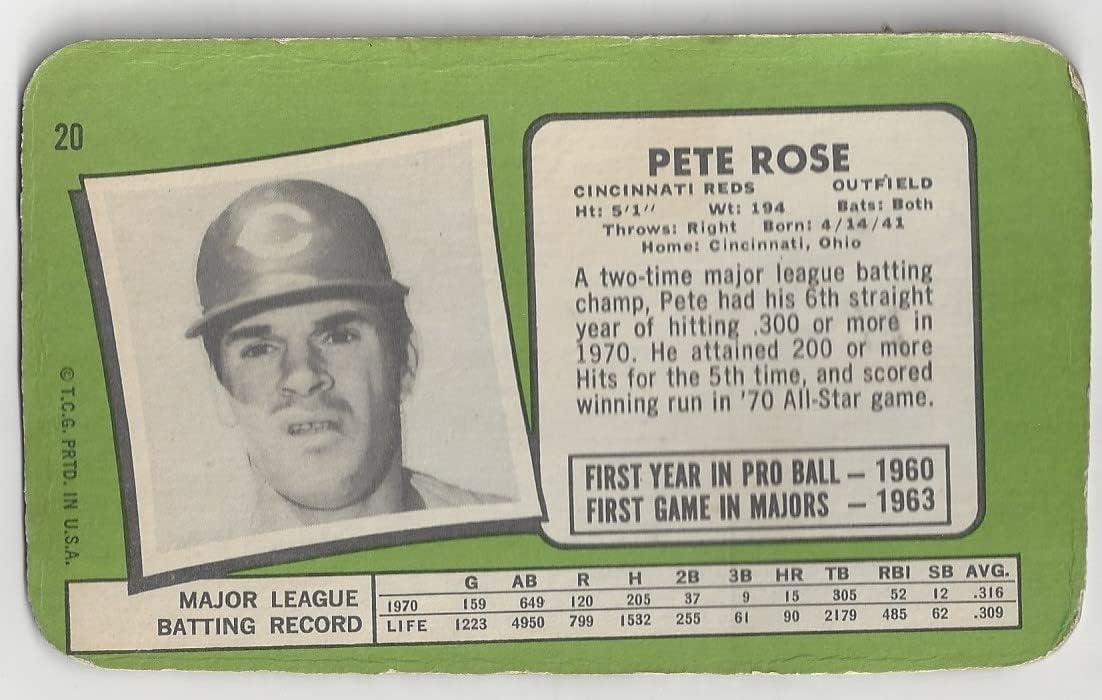 20
PETE ROSE
CINCINNATI REDS OUTFIELD
Ht: 5'1" Wt: 194 Bats: Both
Throws: Right Born: 4/14/41
Home: Cincinnati, Ohio
A two-time major league batting
champ, Pete had his 6th straight
year of hitting .300 or more in
1970. He attained 200 or more
Hits for the 5th time, and scored
winning run in '70 All-Star game.
FIRST YEAR IN PRO BALL — 1960
FIRST GAME IN MAJORS — 1963
© T.C.G. PRTD. IN U.S.A.
MAJOR LEAGUE
BATTING RECORD
G AB R H 2B 3B HR TB RBI SB AVG.
1970 159 649 120 205 37 9 15 305 52 12 .316
LIFE 1223 4950 799 1532 255 61 90 2179 485 62 .309